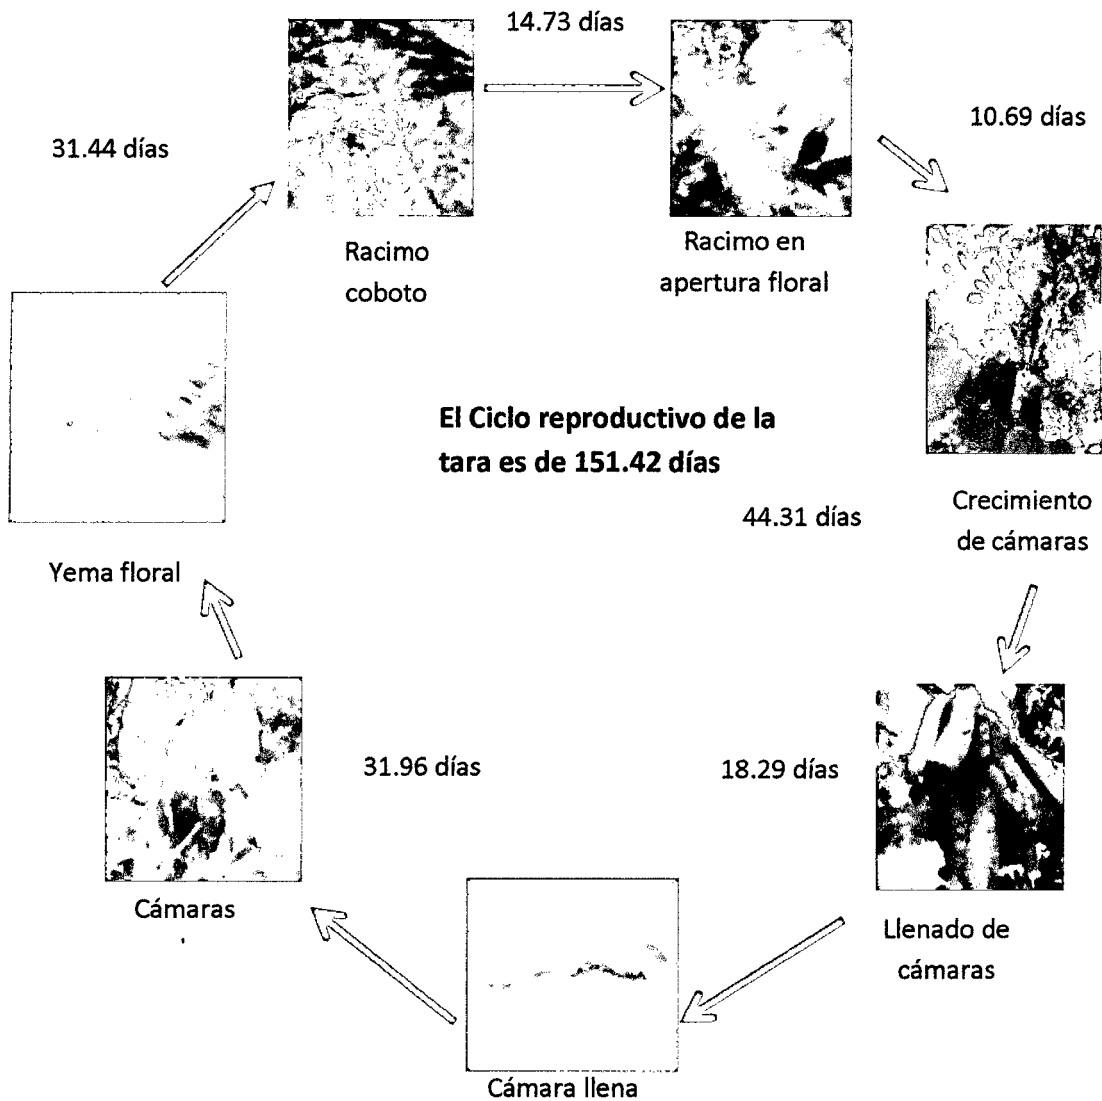 14.73 días
10.69 días
31.44 días
Racimo
coboto
Racimo en
apertura floral
El Ciclo reproductivo de la
tara es de 151.42 días
44.31 días
Crecimiento
de cámaras
Yema floral
31.96 días
18.29 días
Cámaras
Llenado de
cámaras
Cámara llena